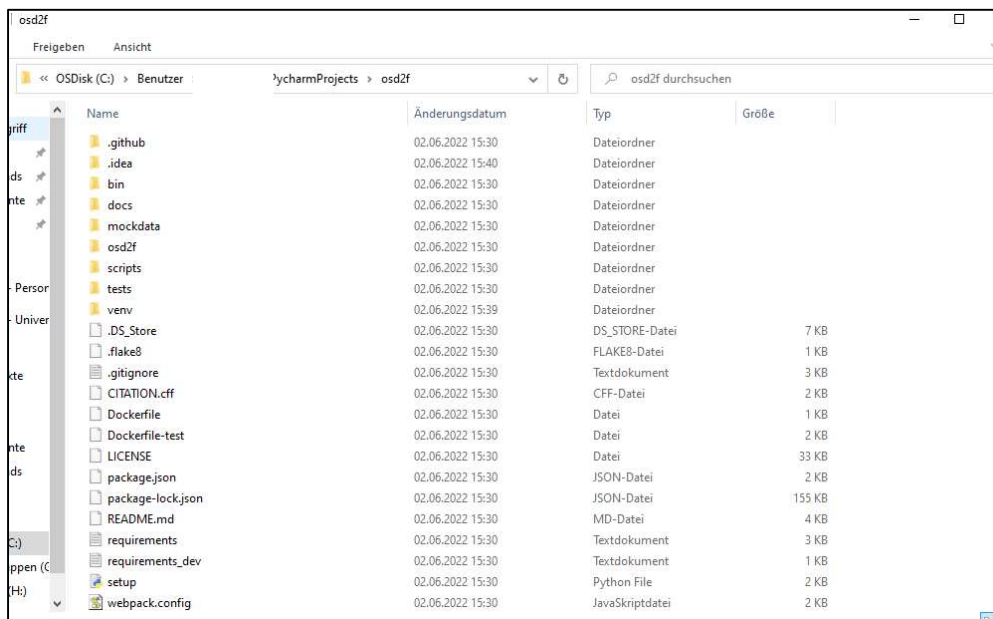 osd2f
Freigeben Ansicht
« OSDisk (C:) › Benutzer ycharmProjects › osd2f osd2f durchsuchen
Name Änderungsdatum Typ Größe
.github 02.06.2022 15:30 Dateiordner
.idea 02.06.2022 15:40 Dateiordner
bin 02.06.2022 15:30 Dateiordner
docs 02.06.2022 15:30 Dateiordner
mockdata 02.06.2022 15:30 Dateiordner
osd2f 02.06.2022 15:30 Dateiordner
scripts 02.06.2022 15:30 Dateiordner
tests 02.06.2022 15:30 Dateiordner
venv 02.06.2022 15:39 Dateiordner
.DS_Store 02.06.2022 15:30 DS_STORE-Datei 7 KB
.flake8 02.06.2022 15:30 FLAKE8-Datei 1 KB
.gitignore 02.06.2022 15:30 Textdokument 3 KB
CITATION.cff 02.06.2022 15:30 CFF-Datei 2 KB
Dockerfile 02.06.2022 15:30 Datei 1 KB
Dockerfile-test 02.06.2022 15:30 Datei 2 KB
LICENSE 02.06.2022 15:30 Datei 33 KB
package.json 02.06.2022 15:30 JSON-Datei 2 KB
package-lock.json 02.06.2022 15:30 JSON-Datei 155 KB
README.md 02.06.2022 15:30 MD-Datei 4 KB
requirements 02.06.2022 15:30 Textdokument 3 KB
requirements_dev 02.06.2022 15:30 Textdokument 1 KB
setup 02.06.2022 15:30 Python File 2 KB
webpack.config 02.06.2022 15:30 JavaSkriptdatei 2 KB
griff
ds
nte
- Person
- Univer
kte
nte
ds
C:)
ppen (G
(H:)